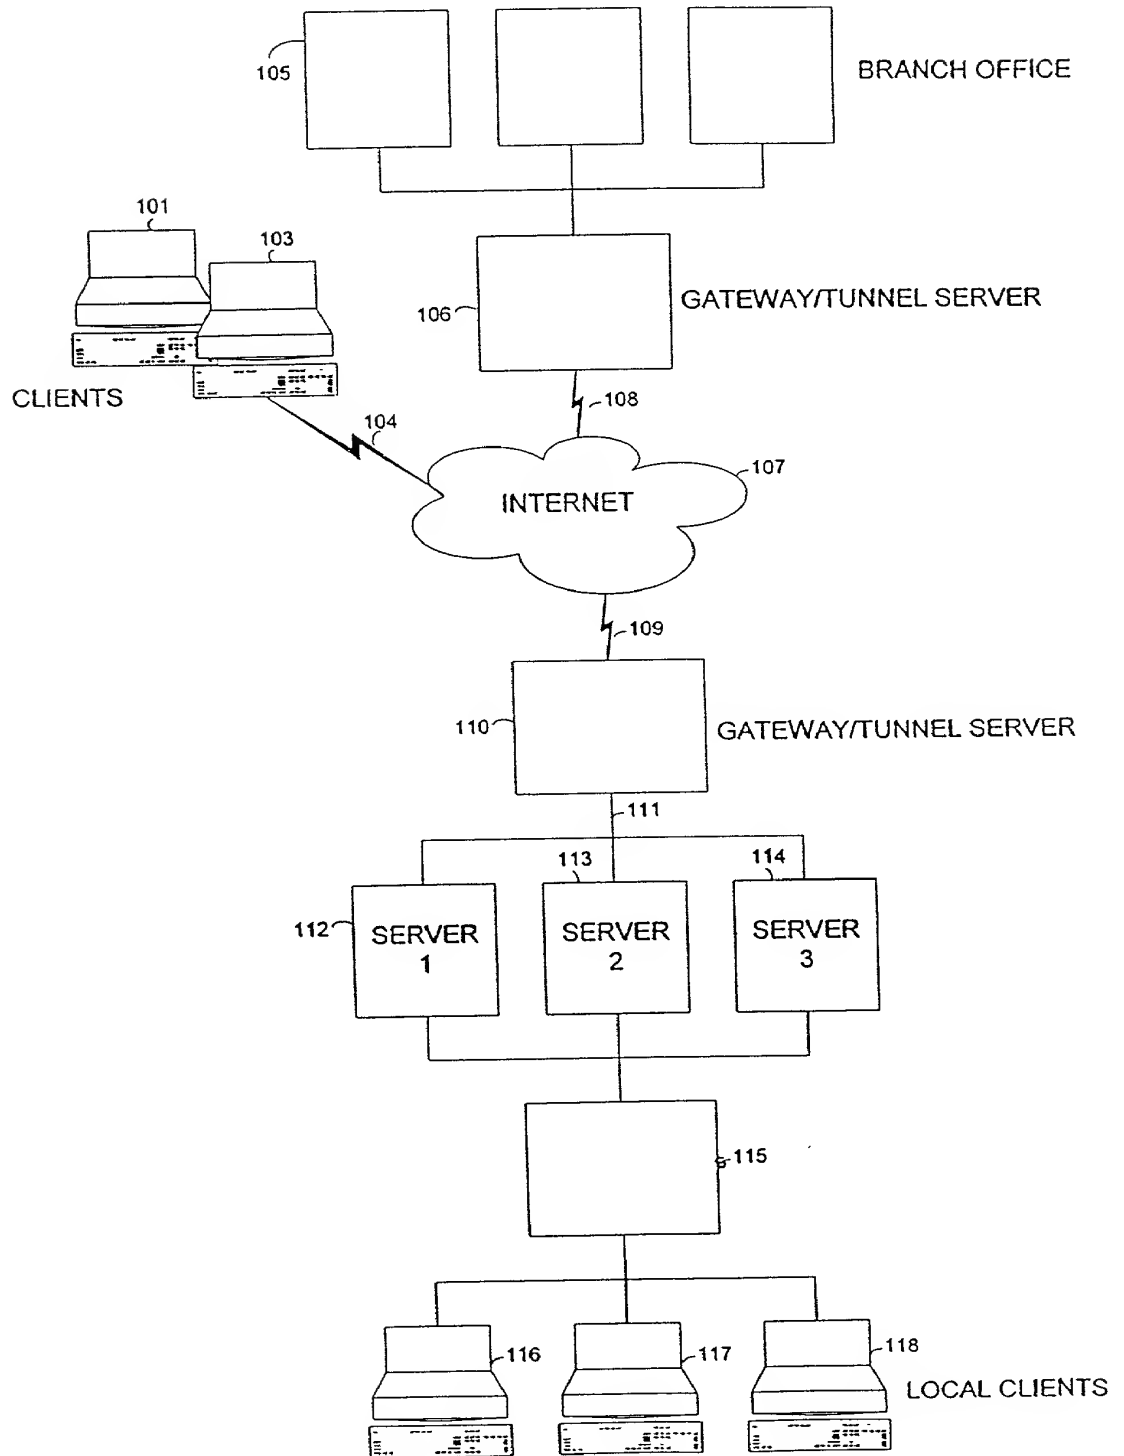 105
BRANCH OFFICE
101
103
106
GATEWAY/TUNNEL SERVER
CLIENTS
108
104
107
INTERNET
109
110
GATEWAY/TUNNEL SERVER
111
113
114
112
SERVER
1
SERVER
2
SERVER
3
115
116
117
118
LOCAL CLIENTS